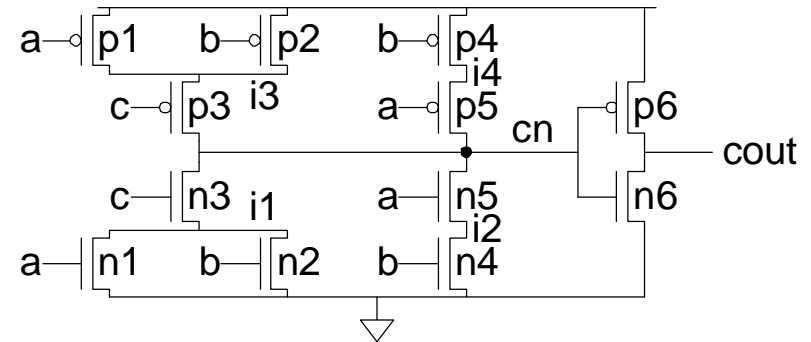 a p1 b p2 b p4
i4
c p3 i3 a p5 p6
cn
cout
c n3 i1 a n5 n6
i2
a n1 b n2 b n4